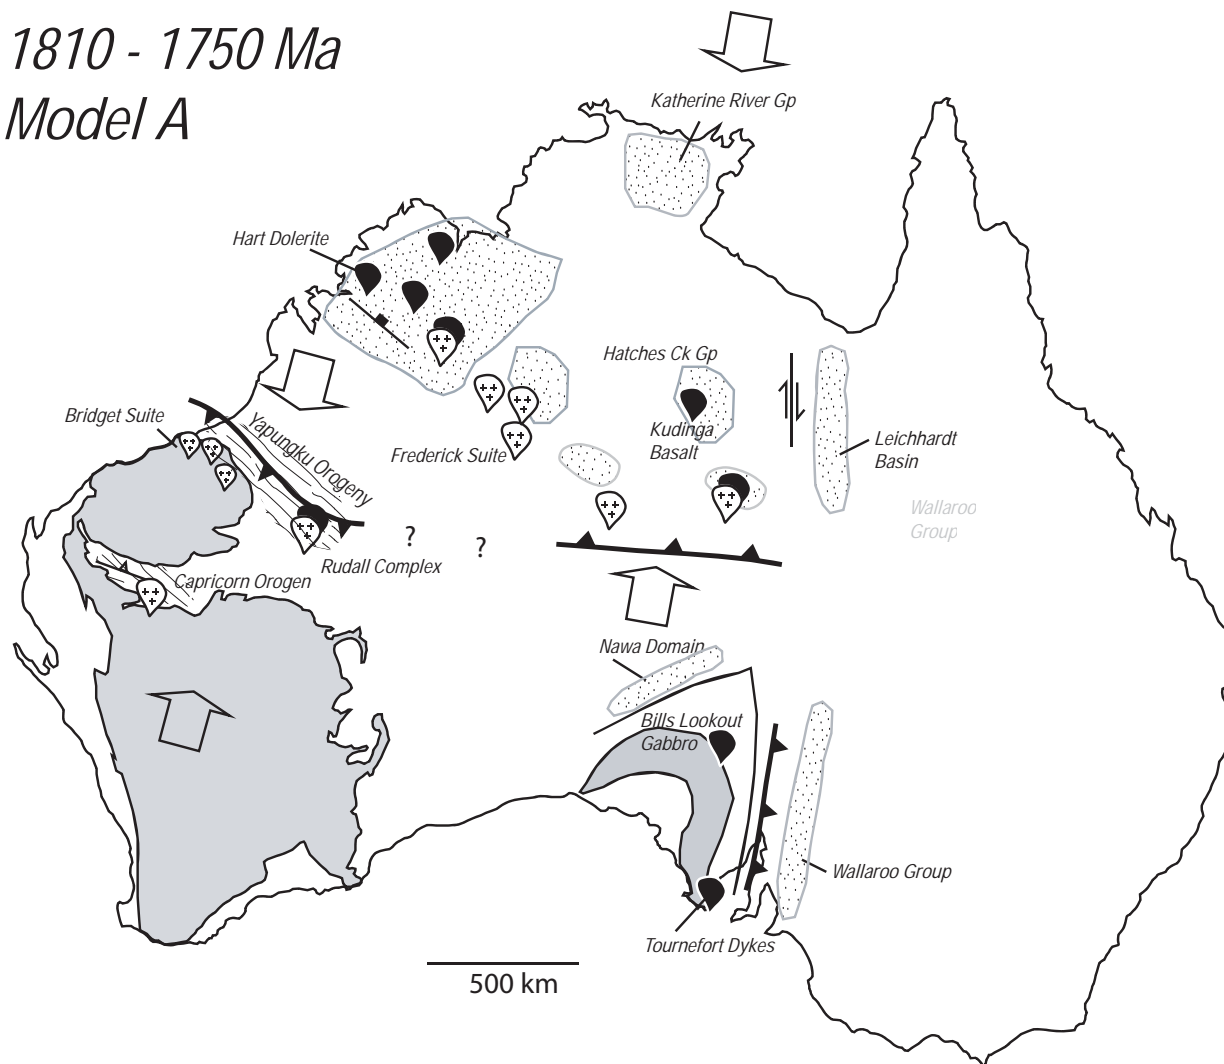 1810 - 1750 Ma
Model A
Katherine River Gp
Hart Dolerite
Hatches Ck Gp
Bridget Suite
Yapungku Orogeny
Frederick Suite
Kudinga
Basalt
Leichhardt
Basin
Wallaroo
Group
?
?
Rudall Complex
Capricorn Orogen
Nawa Domain
Bills Lookout
Gabbro
Wallaroo Group
Tournefort Dykes
500 km